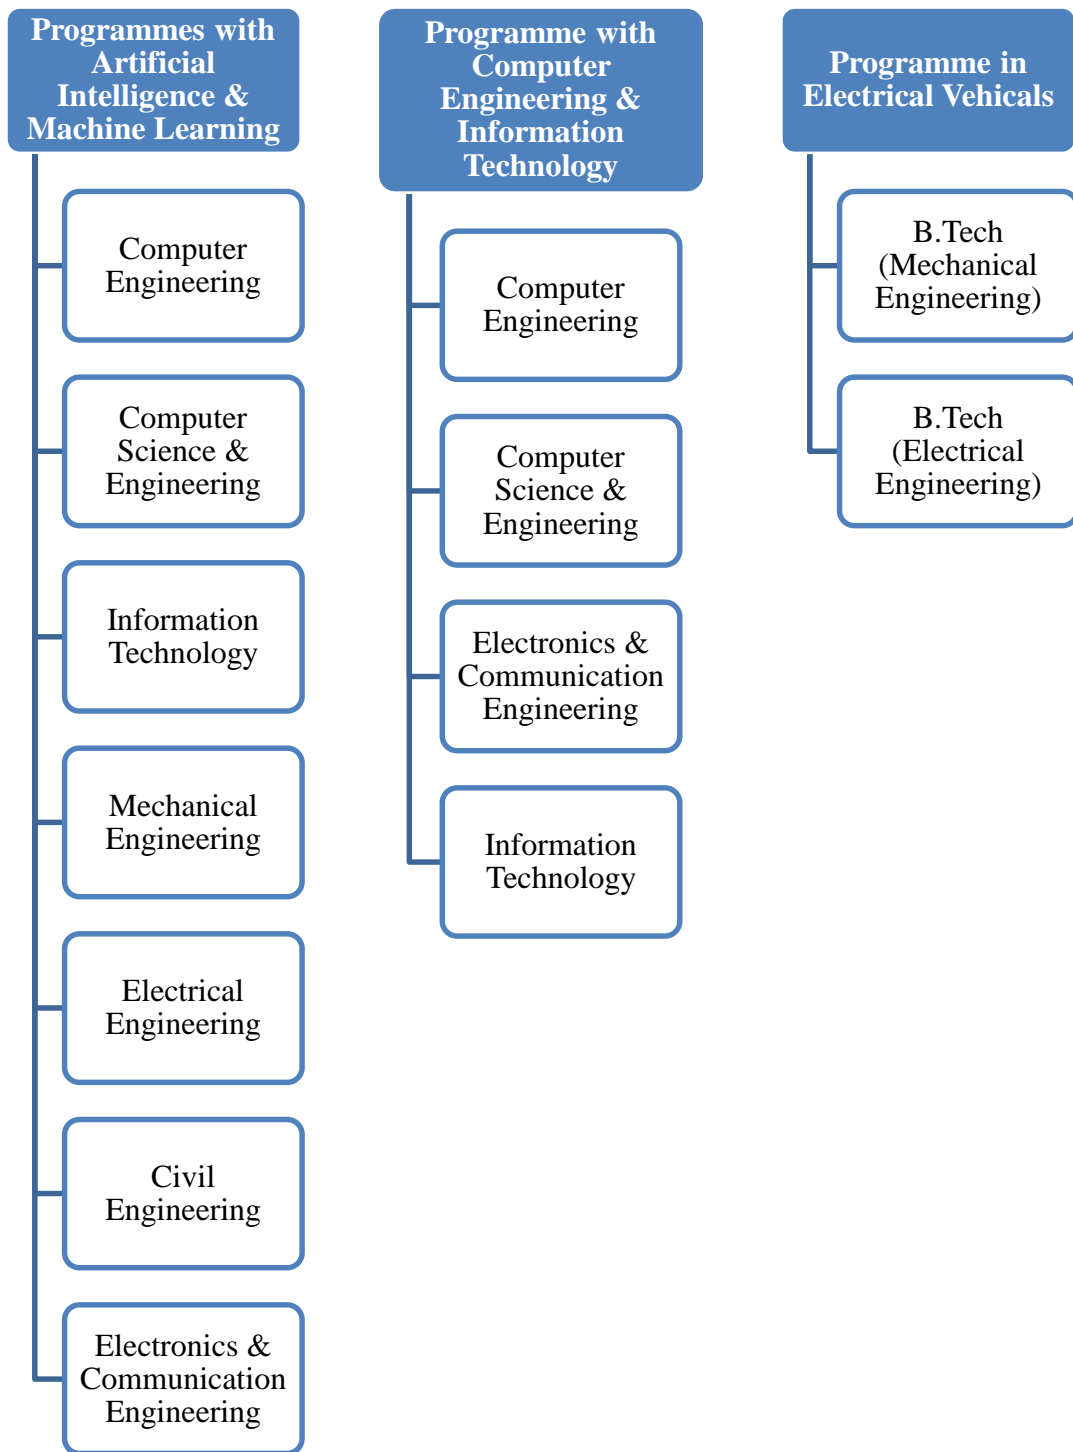 Programmes with
Artificial
Intelligence &
Machine Learning
Computer
Engineering
Computer
Science &
Engineering
Information
Technology
Mechanical
Engineering
Electrical
Engineering
Civil
Engineering
Electronics &
Communication
Engineering
Programme with
Computer
Engineering &
Information
Technology
Computer
Engineering
Computer
Science &
Engineering
Electronics &
Communication
Engineering
Information
Technology
Programme in
Electrical Vehicals
B.Tech
(Mechanical
Engineering)
B.Tech
(Electrical
Engineering)